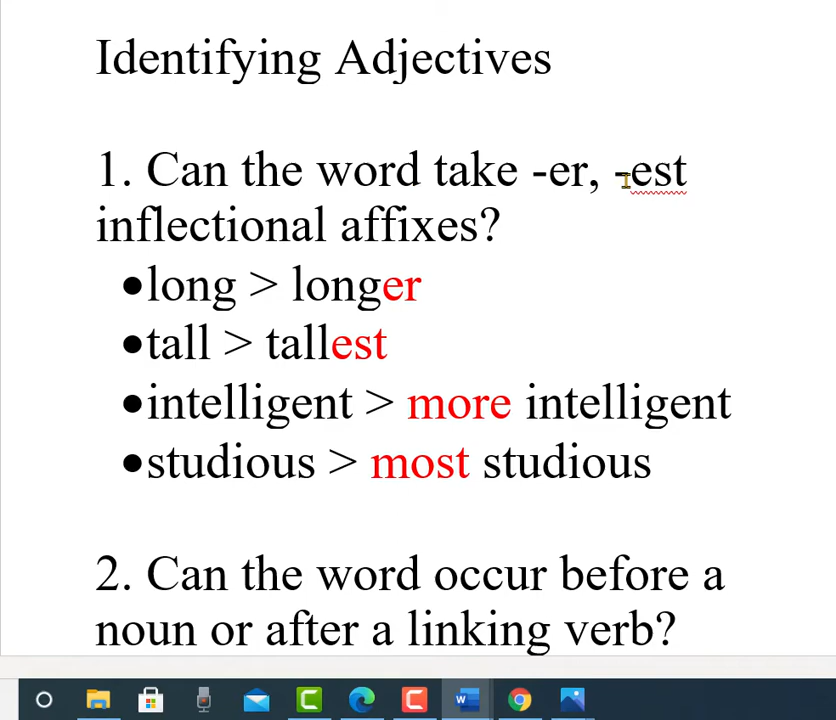 Identifying Adjectives
1. Can the word take -er, -est
inflectional affixes?
•long > longer
•tall > tallest
•intelligent > more intelligent
•studious > most studious
2. Can the word occur before a
noun or after a linking verb?